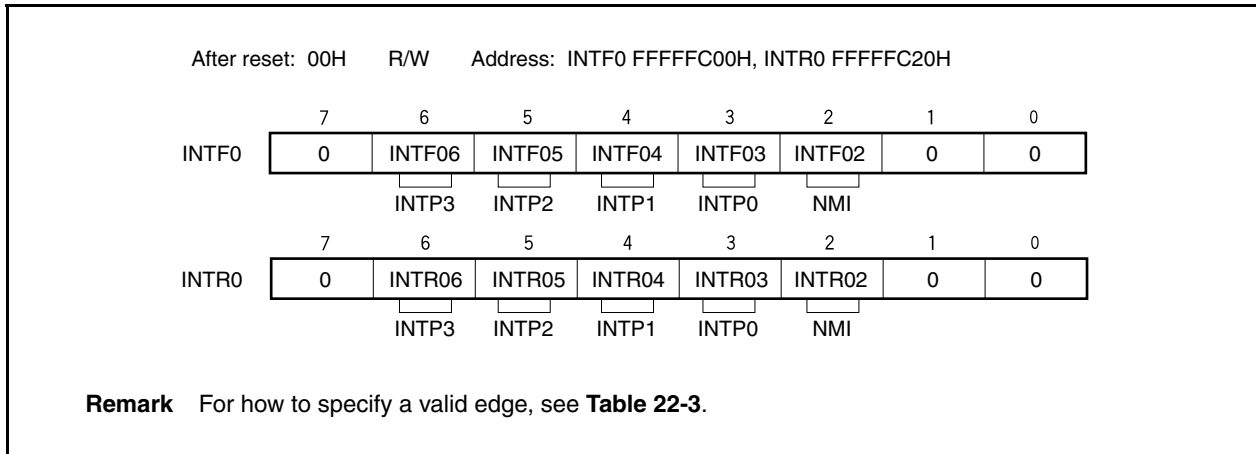 After reset: 00H R/W Address: INTF0 FFFFFC00H, INTR0 FFFFFC20H
7 6 5 4 3 2 1 0
INTF0 0 INTF06 INTF05 INTF04 INTF03 INTF02 0 0
INTP3 INTP2 INTP1 INTP0 NMI
7 6 5 4 3 2 1 0
INTR0 0 INTR06 INTR05 INTR04 INTR03 INTR02 0 0
INTP3 INTP2 INTP1 INTP0 NMI
Remark For how to specify a valid edge, see Table 22-3.